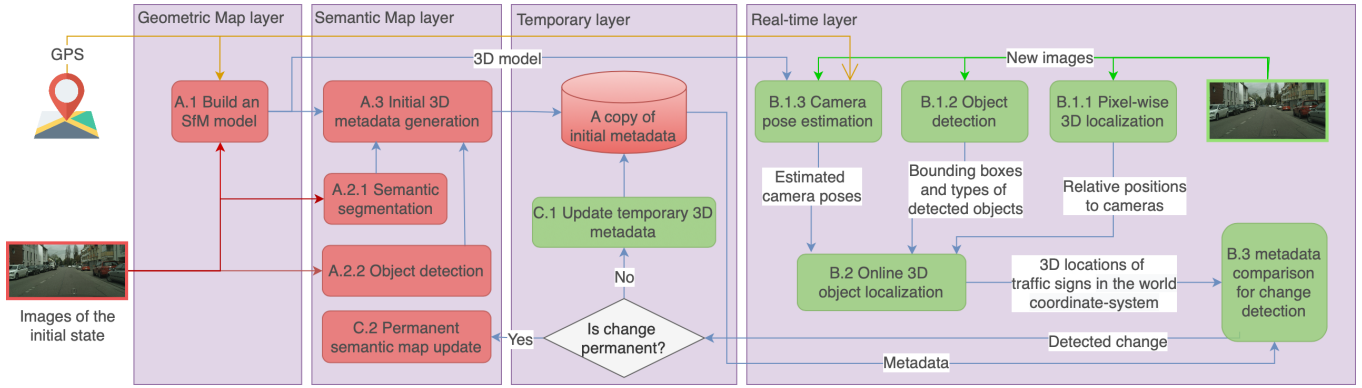 Geometric Map layer
Semantic Map layer
Temporary layer
Real-time layer
GPS
3D model
New images
A.1 Build an
SfM model
A.3 Initial 3D
metadata generation
A copy of
initial metadata
B.1.3 Camera
pose estimation
B.1.2 Object
detection
B.1.1 Pixel-wise
3D localization
A.2.1 Semantic
segmentation
Estimated
camera poses
Bounding boxes
and types of
detected objects
Relative positions
to cameras
C.1 Update temporary 3D
metadata
A.2.2 Object detection
No
B.2 Online 3D
object localization
3D locations of
traffic signs in the world
coordinate-system
B.3 metadata
comparison
for change
detection
Images of the
initial state
C.2 Permanent
semantic map update
Yes
Is change
permanent?
Detected change
Metadata